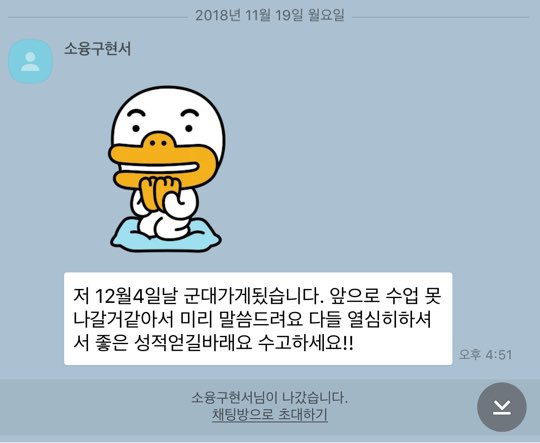 2018년 11월 19일 월요일
소융구현서
저 12월4일날 군대가게됬습니다. 앞으로 수업 못
나갈거같아서 미리 말씀드려요 다들 열심히하셔
서 좋은 성적얻길바래요 수고하세요!!
오후 4:51
소융구현서님이 나갔습니다.
채팅방으로 초대하기